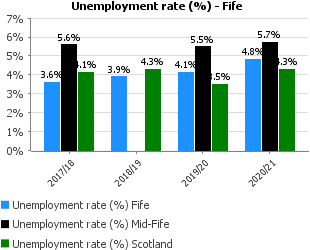 Unemployment rate (%) - Fife
7%
6%
5%
4%
3%
2%
1%
0%
3.6% 5.6% 4.1%
3.9% 4.3%
4.1% 5.5% 3.5%
4.8% 5.7% 4.3%
2017/18 2018/19 2019/20 2020/21
Unemployment rate (%) Fife
Unemployment rate (%) Mid-Fife
Unemployment rate (%) Scotland